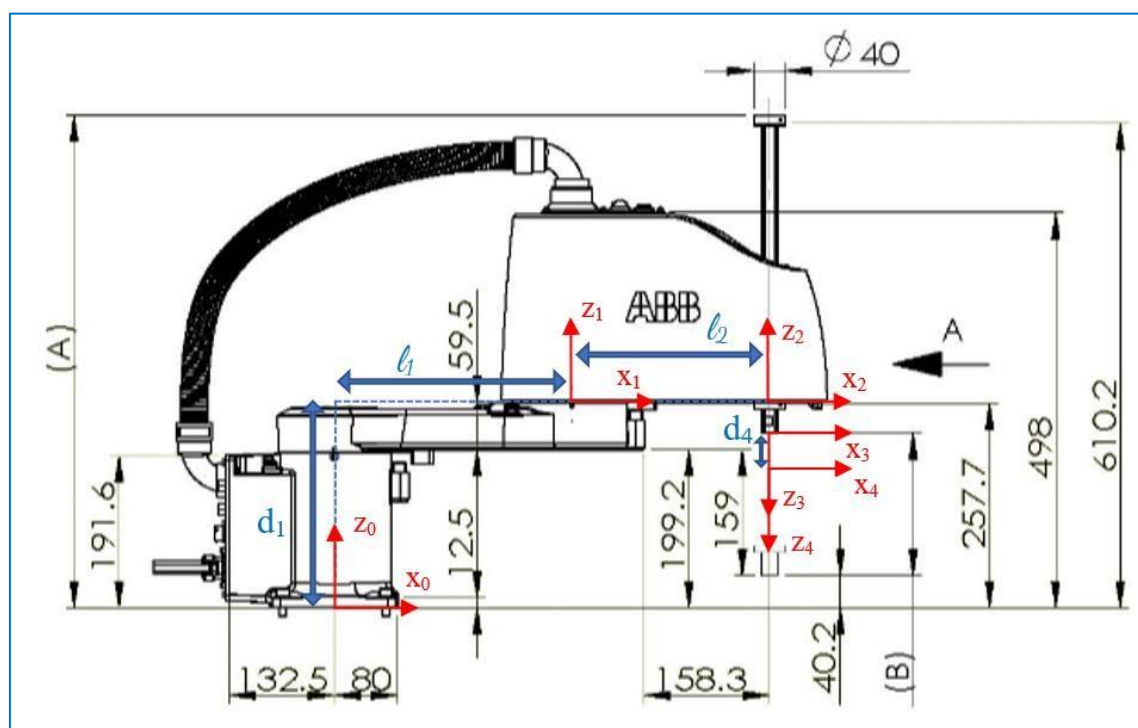 Ø 40
z₁
ABB
ℓ₂
z₂
A
(A)
59.5
ℓ₁
x₁
x₂
d₄
498
610.2
191.6
d₁
z₀
12.5
199.2
159
x₃
x₄
z₃
z₄
257.7
x₀
132.5
80
158.3
40.2
(B)